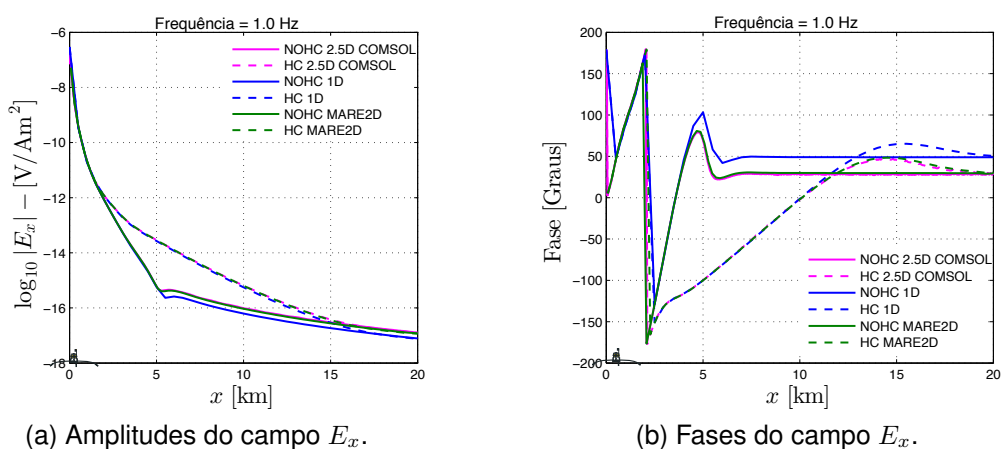 Frequência = 1.0 Hz
−6
−8
−10
−12
−14
−16
−18
log10 |Ex| − [V/Am²]
NOHC 2.5D COMSOL
HC 2.5D COMSOL
NOHC 1D
HC 1D
NOHC MARE2D
HC MARE2D
0 5 10 15 20
x [km]
(a) Amplitudes do campo Ex.
Frequência = 1.0 Hz
200
150
100
50
0
−50
−100
−150
−200
Fase [Graus]
NOHC 2.5D COMSOL
HC 2.5D COMSOL
NOHC 1D
HC 1D
NOHC MARE2D
HC MARE2D
0 5 10 15 20
x [km]
(b) Fases do campo Ex.